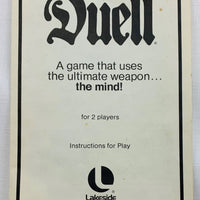 Duell®
A game that uses
the ultimate weapon...
the mind!
for 2 players
Instructions for Play
Lakeside